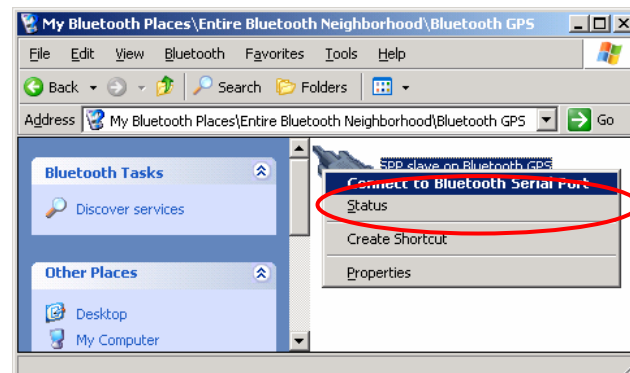 My Bluetooth Places\Entire Bluetooth Neighborhood\Bluetooth GPS
File Edit View Bluetooth Favorites Tools Help
Back Search Folders
Address My Bluetooth Places\Entire Bluetooth Neighborhood\Bluetooth GPS Go
Bluetooth Tasks
Discover services
Other Places
Desktop
My Computer
SPP slave on Bluetooth GPS
Connect to Bluetooth Serial Port
Status
Create Shortcut
Properties